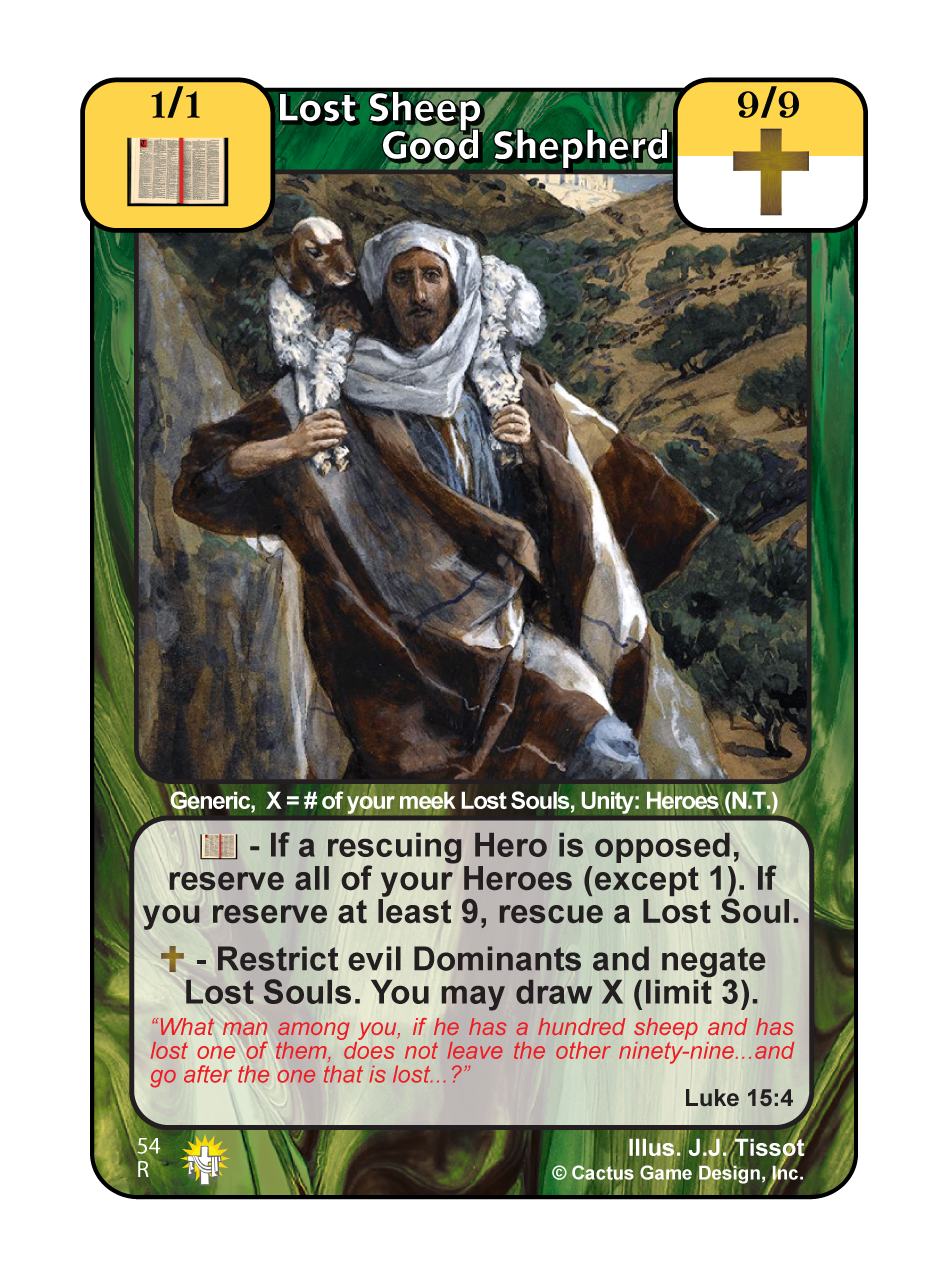 1/1
Lost Sheep
Good Shepherd
9/9
Generic, X = # of your meek Lost Souls, Unity: Heroes (N.T.)
- If a rescuing Hero is opposed,
reserve all of your Heroes (except 1). If
you reserve at least 9, rescue a Lost Soul.
- Restrict evil Dominants and negate
Lost Souls. You may draw X (limit 3).
“What man among you, if he has a hundred sheep and has
lost one of them, does not leave the other ninety-nine...and
go after the one that is lost...?”
Luke 15:4
54
R
Illus. J.J. Tissot
© Cactus Game Design, Inc.